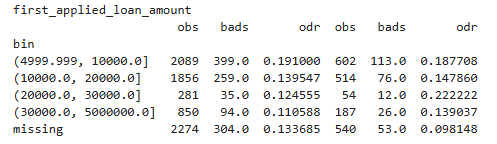 first_applied_loan_amount
obs bads odr obs bads odr
bin
(4999.999, 10000.0] 2089 399.0 0.191000 602 113.0 0.187708
(10000.0, 20000.0] 1856 259.0 0.139547 514 76.0 0.147860
(20000.0, 30000.0] 281 35.0 0.124555 54 12.0 0.222222
(30000.0, 5000000.0] 850 94.0 0.110588 187 26.0 0.139037
missing 2274 304.0 0.133685 540 53.0 0.098148